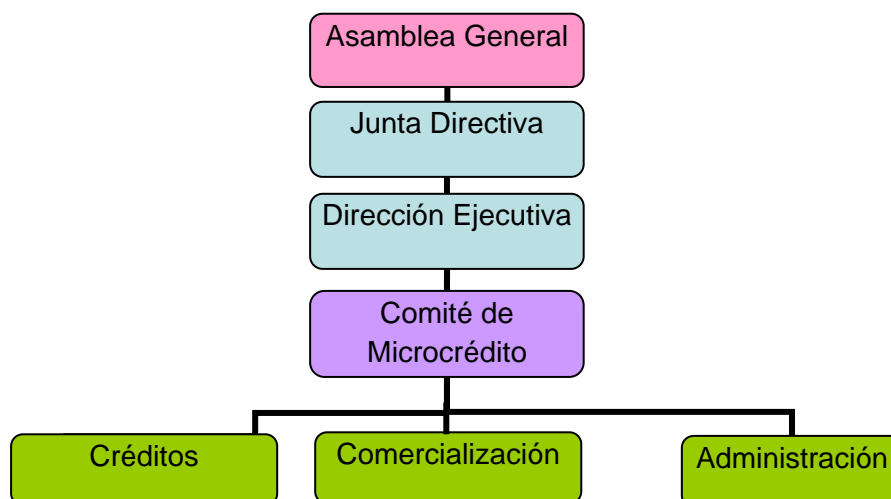 Asamblea General
Junta Directiva
Dirección Ejecutiva
Comité de
Microcrédito
Créditos
Comercialización
Administración